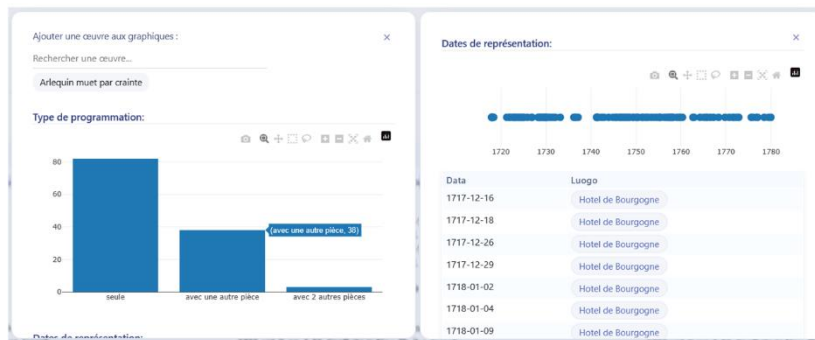 Ajouter une œuvre aux graphiques :
×
Rechercher une œuvre...
Arlequin muet par crainte
Type de programmation:
80
60
40
20
0
(avec une autre pièce, 38)
seule
avec une autre pièce
avec 2 autres pièces
Dates de représentation:
Dates de représentation:
×
1720 1730 1740 1750 1760 1770 1780
Data Luogo
1717-12-16 Hotel de Bourgogne
1717-12-18 Hotel de Bourgogne
1717-12-26 Hotel de Bourgogne
1717-12-29 Hotel de Bourgogne
1718-01-02 Hotel de Bourgogne
1718-01-04 Hotel de Bourgogne
1718-01-09 Hotel de Bourgogne